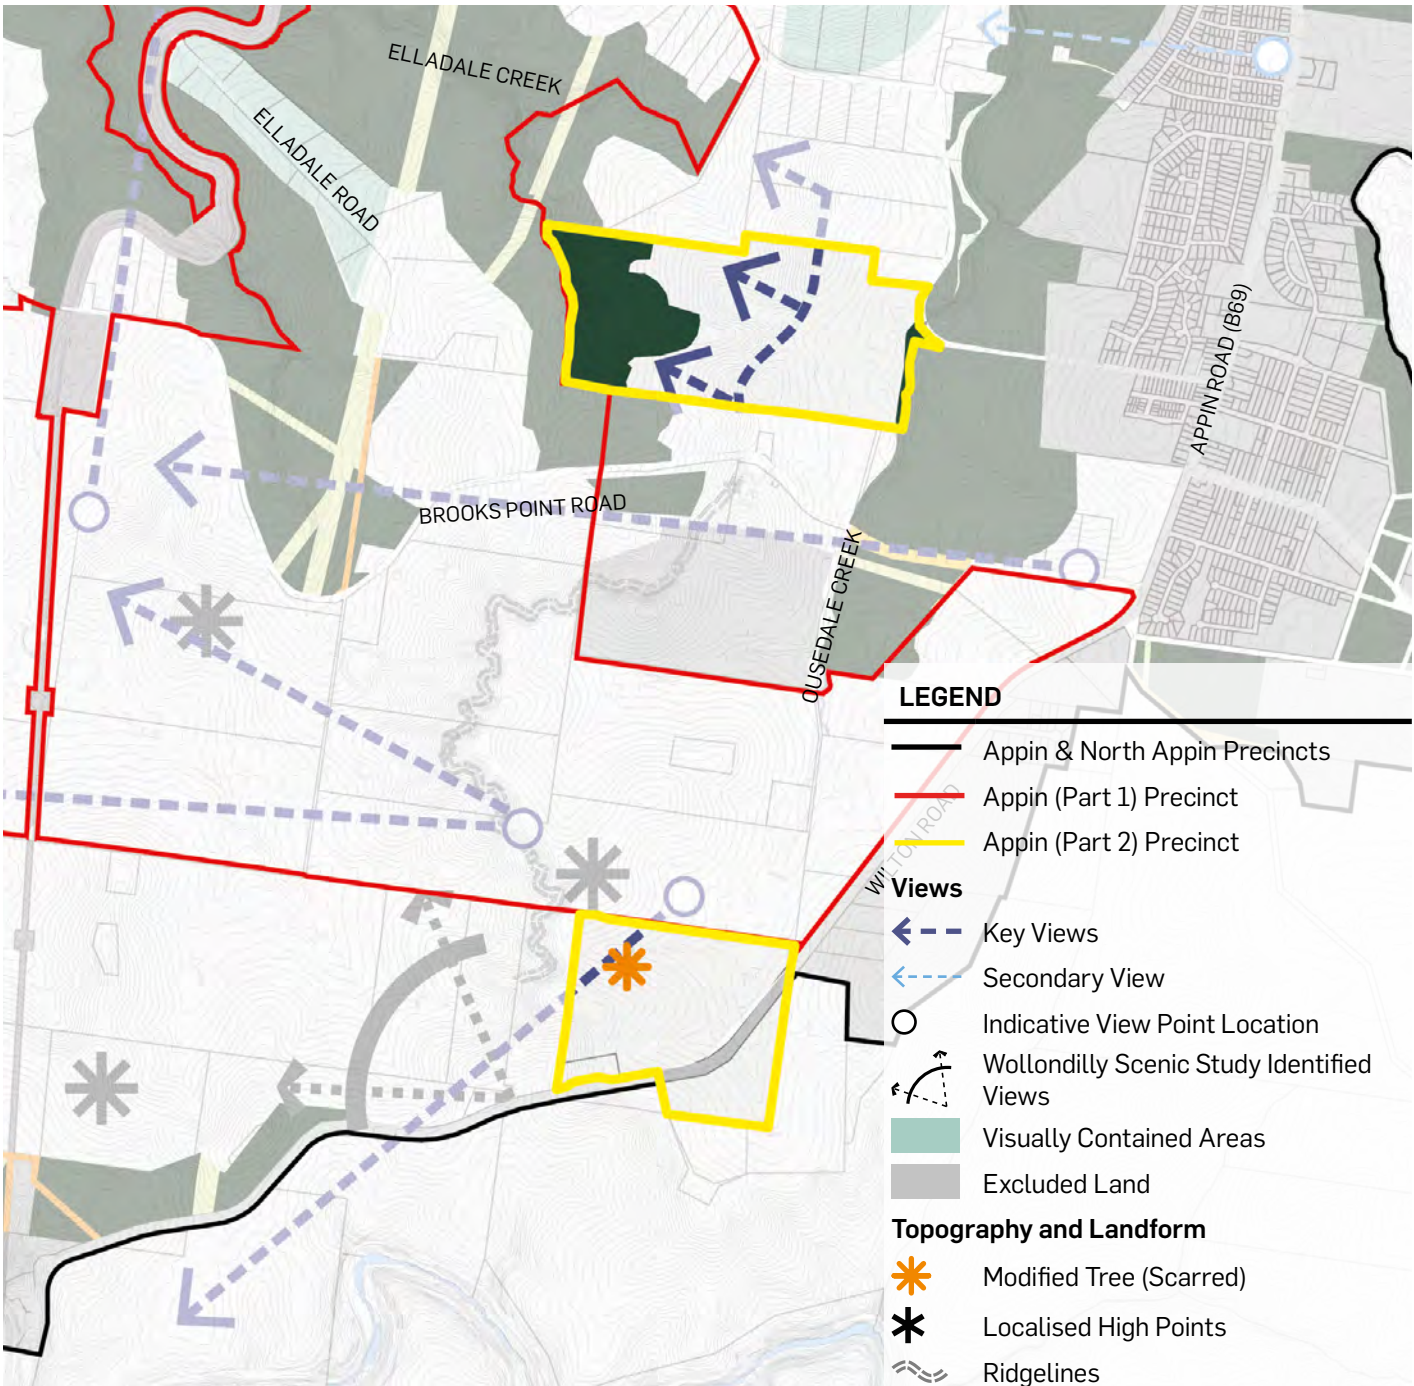 ELLADALE CREEK
ELLADALE ROAD
APPIN ROAD (B69)
BROOKS POINT ROAD
OUSEDALE CREEK
WILTON ROAD
LEGEND
Appin & North Appin Precincts
Appin (Part 1) Precinct
Appin (Part 2) Precinct
Views
Key Views
Secondary View
Indicative View Point Location
Wollondilly Scenic Study Identified
Views
Visually Contained Areas
Excluded Land
Topography and Landform
Modified Tree (Scarred)
Localised High Points
Ridgelines